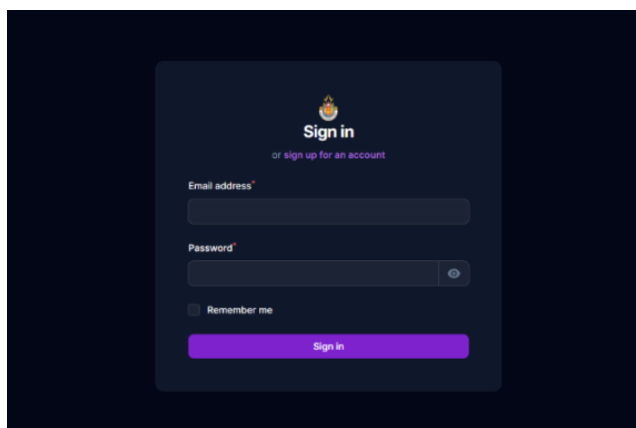 Sign in
or sign up for an account
Email address*
Password*
Remember me
Sign in